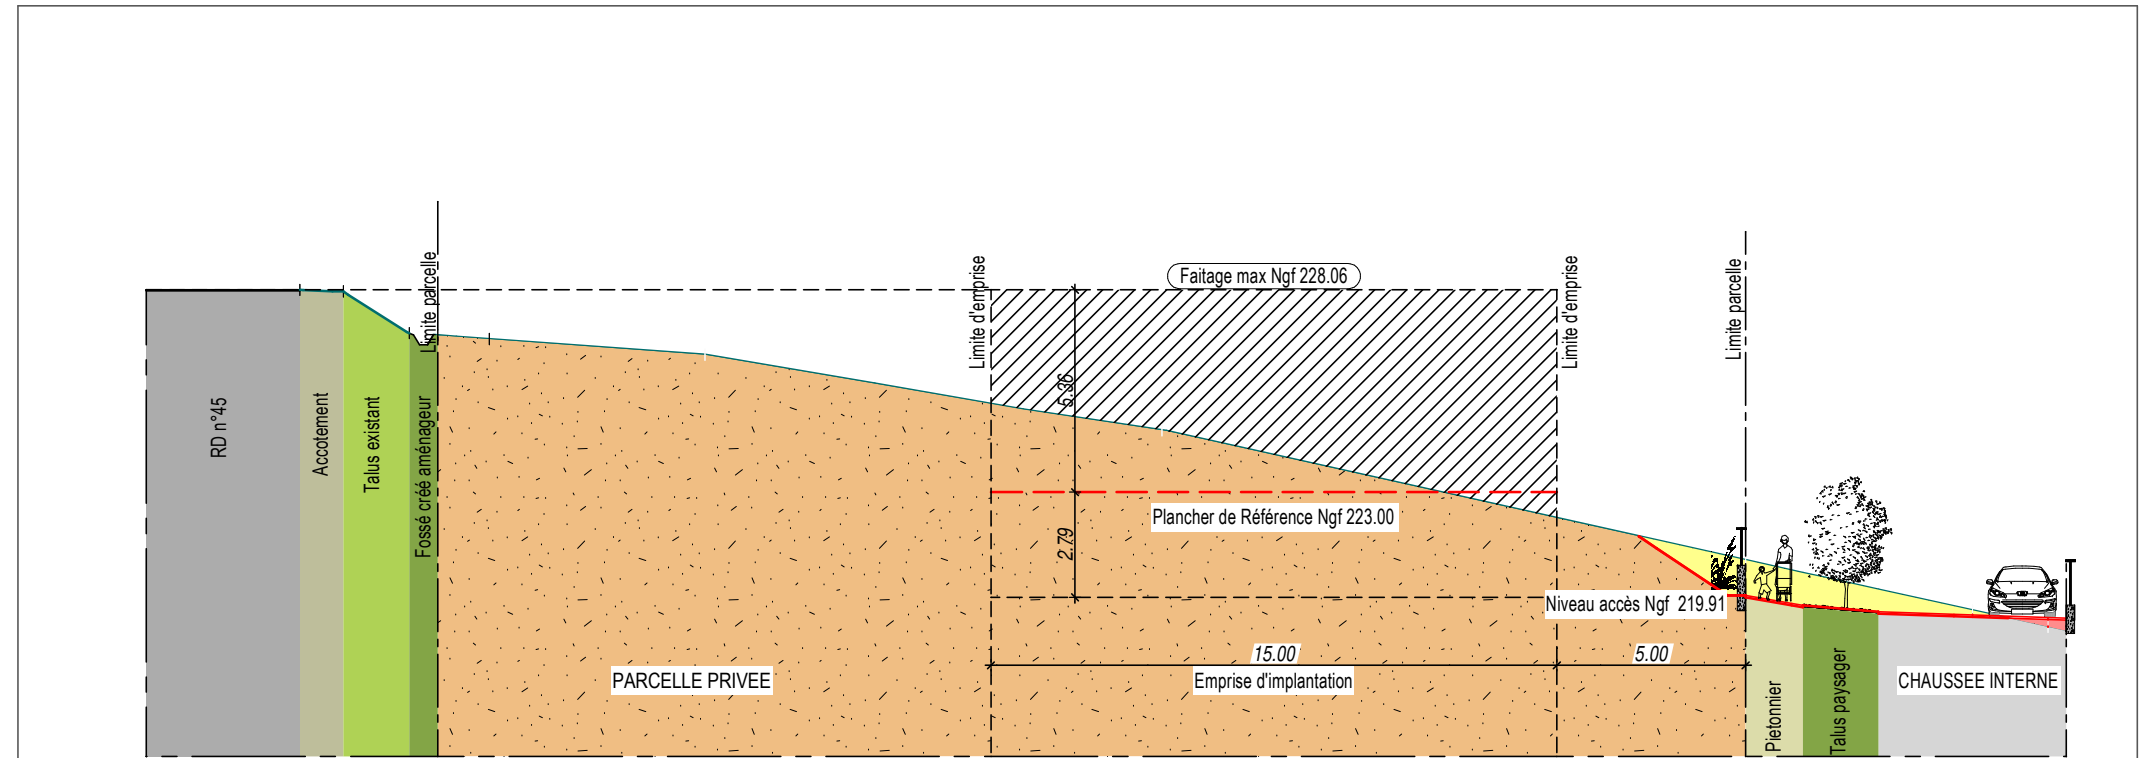 Faitage max Ngf 228.06
Limite parcelle
Limite d'emprise
Limite d'emprise
Limite parcelle
RD n°45
Accotement
Talus existant
Fossé créé aménageur
5.36
Plancher de Référence Ngf 223.00
2.79
Niveau accès Ngf 219.91
15.00
5.00
PARCELLE PRIVEE
Emprise d'implantation
Pietonnier
Talus paysager
CHAUSSEE INTERNE